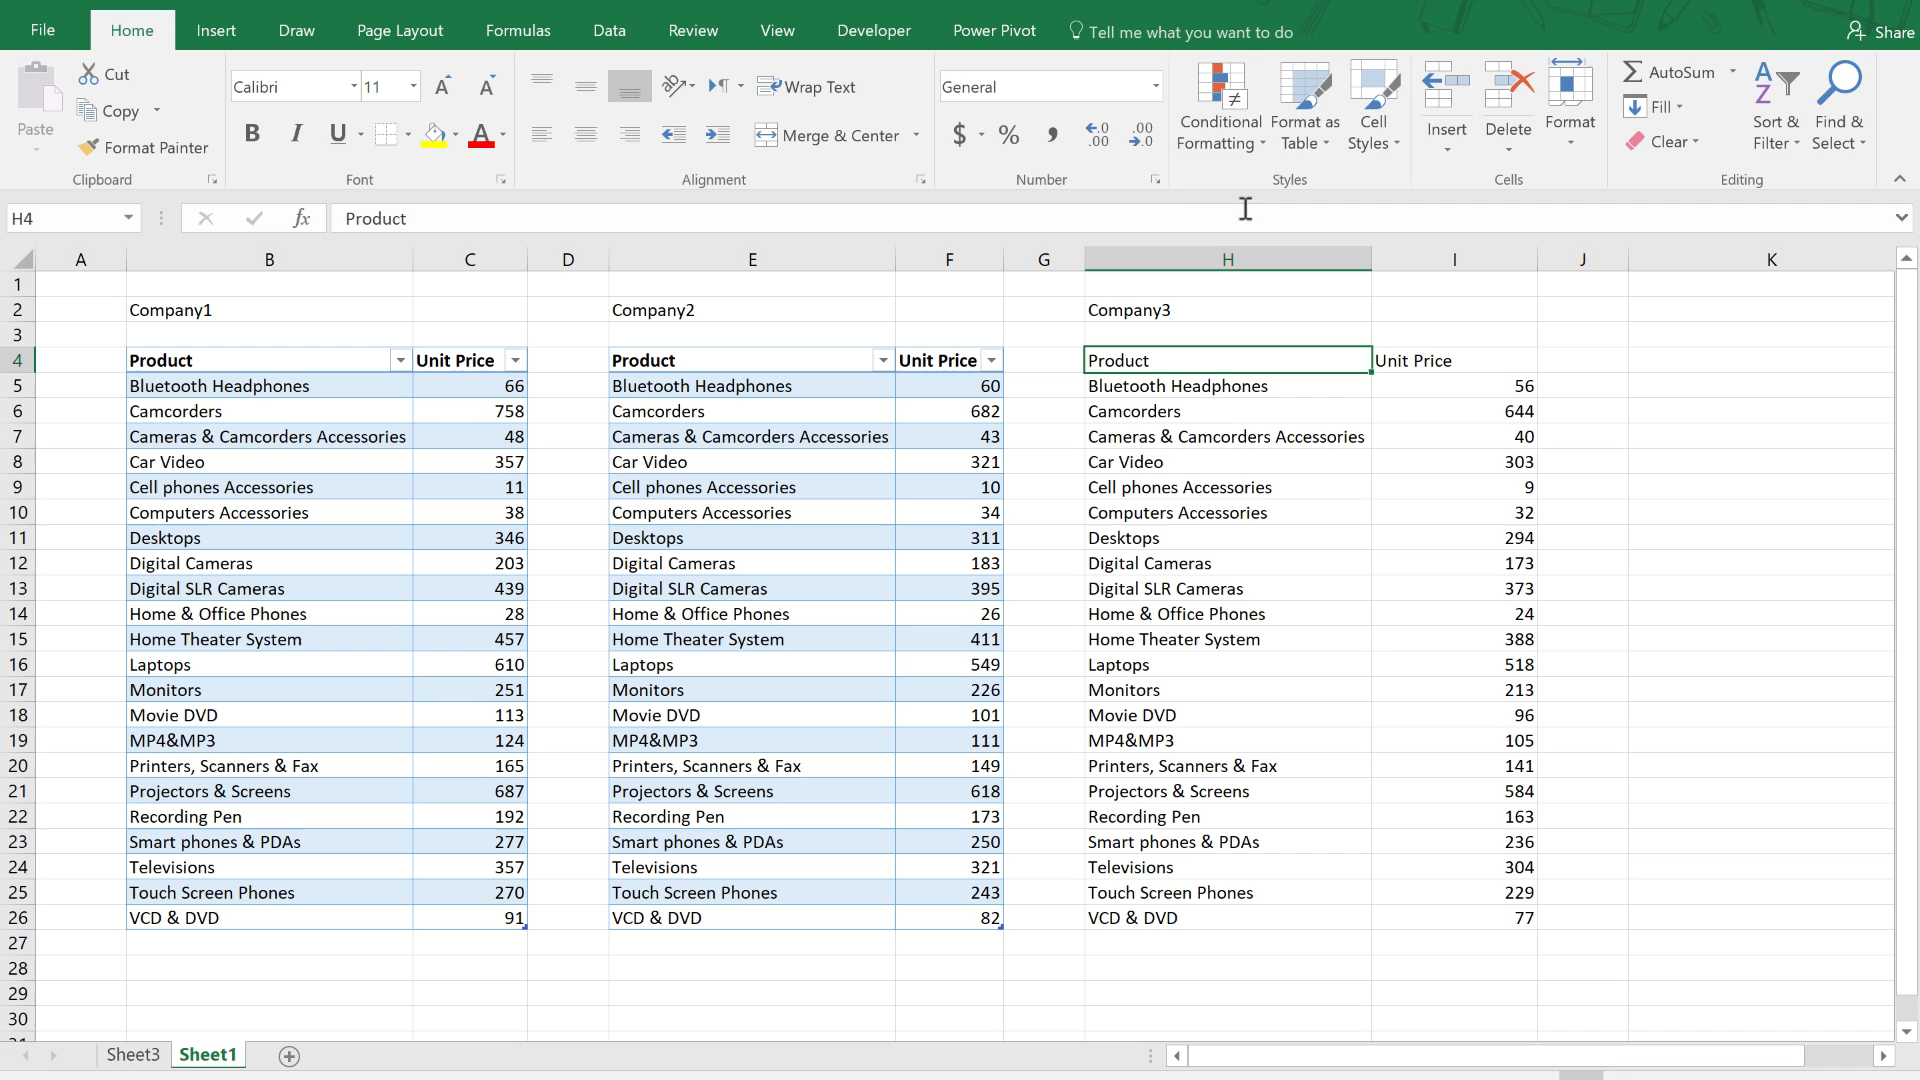 File Home Insert Draw Page Layout Formulas Data Review View Developer Power Pivot Tell me what you want to do Share
Paste Cut Copy Format Painter Clipboard
Calibri 11 A A B I U A Font
Wrap Text Merge & Center Alignment
General $ % , .0 .00 .00 .0 Number
Conditional Formatting Format as Table Cell Styles Styles
Insert Delete Format Cells
AutoSum Fill Clear Sort & Filter Find & Select Editing
H4 fx Product
A B C D E F G H I J K
1
2 Company1 Company2 Company3
3
4 Product Unit Price Product Unit Price Product Unit Price
5 Bluetooth Headphones 66 Bluetooth Headphones 60 Bluetooth Headphones 56
6 Camcorders 758 Camcorders 682 Camcorders 644
7 Cameras & Camcorders Accessories 48 Cameras & Camcorders Accessories 43 Cameras & Camcorders Accessories 40
8 Car Video 357 Car Video 321 Car Video 303
9 Cell phones Accessories 11 Cell phones Accessories 10 Cell phones Accessories 9
10 Computers Accessories 38 Computers Accessories 34 Computers Accessories 32
11 Desktops 346 Desktops 311 Desktops 294
12 Digital Cameras 203 Digital Cameras 183 Digital Cameras 173
13 Digital SLR Cameras 439 Digital SLR Cameras 395 Digital SLR Cameras 373
14 Home & Office Phones 28 Home & Office Phones 26 Home & Office Phones 24
15 Home Theater System 457 Home Theater System 411 Home Theater System 388
16 Laptops 610 Laptops 549 Laptops 518
17 Monitors 251 Monitors 226 Monitors 213
18 Movie DVD 113 Movie DVD 101 Movie DVD 96
19 MP4&MP3 124 MP4&MP3 111 MP4&MP3 105
20 Printers, Scanners & Fax 165 Printers, Scanners & Fax 149 Printers, Scanners & Fax 141
21 Projectors & Screens 687 Projectors & Screens 618 Projectors & Screens 584
22 Recording Pen 192 Recording Pen 173 Recording Pen 163
23 Smart phones & PDAs 277 Smart phones & PDAs 250 Smart phones & PDAs 236
24 Televisions 357 Televisions 321 Televisions 304
25 Touch Screen Phones 270 Touch Screen Phones 243 Touch Screen Phones 229
26 VCD & DVD 91 VCD & DVD 82 VCD & DVD 77
27
28
29
30
Sheet3 Sheet1